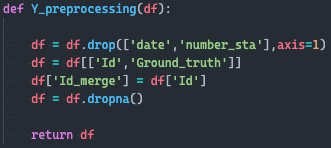 def Y_preprocessing(df):
    df = df.drop(['date','number_sta'],axis=1)
    df = df[['Id','Ground_truth']]
    df['Id_merge'] = df['Id']
    df = df.dropna()
    return df